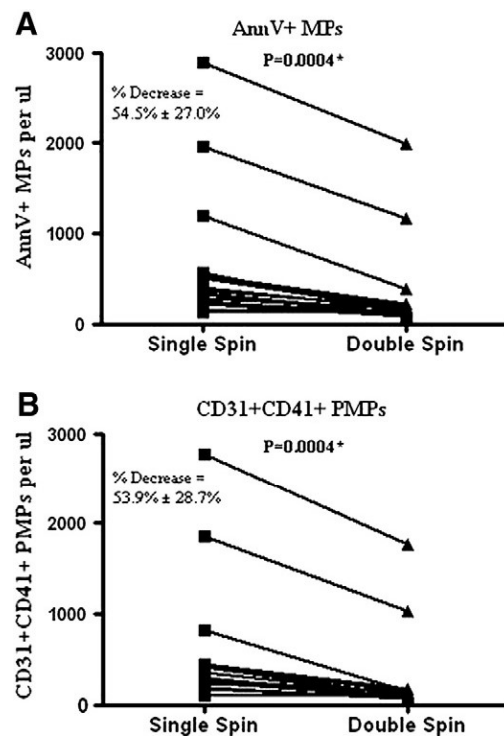 A
AnnV+ MPs
P=0.0004*
% Decrease =
54.5% ± 27.0%
AnnV+ MPs per ul
3000
2000
1000
0
Single Spin Double Spin
B
CD31+CD41+ PMPs
P=0.0004*
% Decrease =
53.9% ± 28.7%
CD31+CD41+ PMPs per ul
3000
2000
1000
0
Single Spin Double Spin